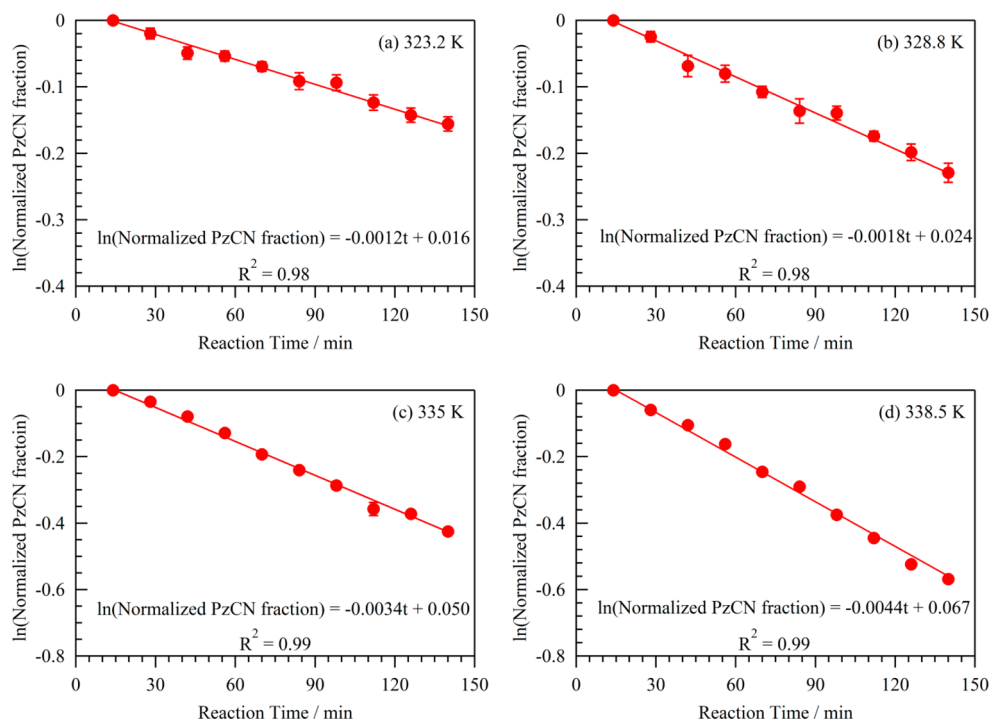 (a) 323.2 K
ln(Normalized PzCN fraction)
0
-0.1
-0.2
-0.3
-0.4
ln(Normalized PzCN fraction) = -0.0012t + 0.016
R² = 0.98
0 30 60 90 120 150
Reaction Time / min
(b) 328.8 K
ln(Normalized PzCN fraction)
0
-0.1
-0.2
-0.3
-0.4
ln(Normalized PzCN fraction) = -0.0018t + 0.024
R² = 0.98
0 30 60 90 120 150
Reaction Time / min
(c) 335 K
ln(Normalized PzCN fractoin)
0
-0.2
-0.4
-0.6
-0.8
ln(Normalized PzCN fraction) = -0.0034t + 0.050
R² = 0.99
0 30 60 90 120 150
Reaction Time / min
(d) 338.5 K
ln(Normalized PzCN fraction)
0
-0.2
-0.4
-0.6
-0.8
ln(Normalized PzCN fraction) = -0.0044t + 0.067
R² = 0.99
0 30 60 90 120 150
Reaction Time / min